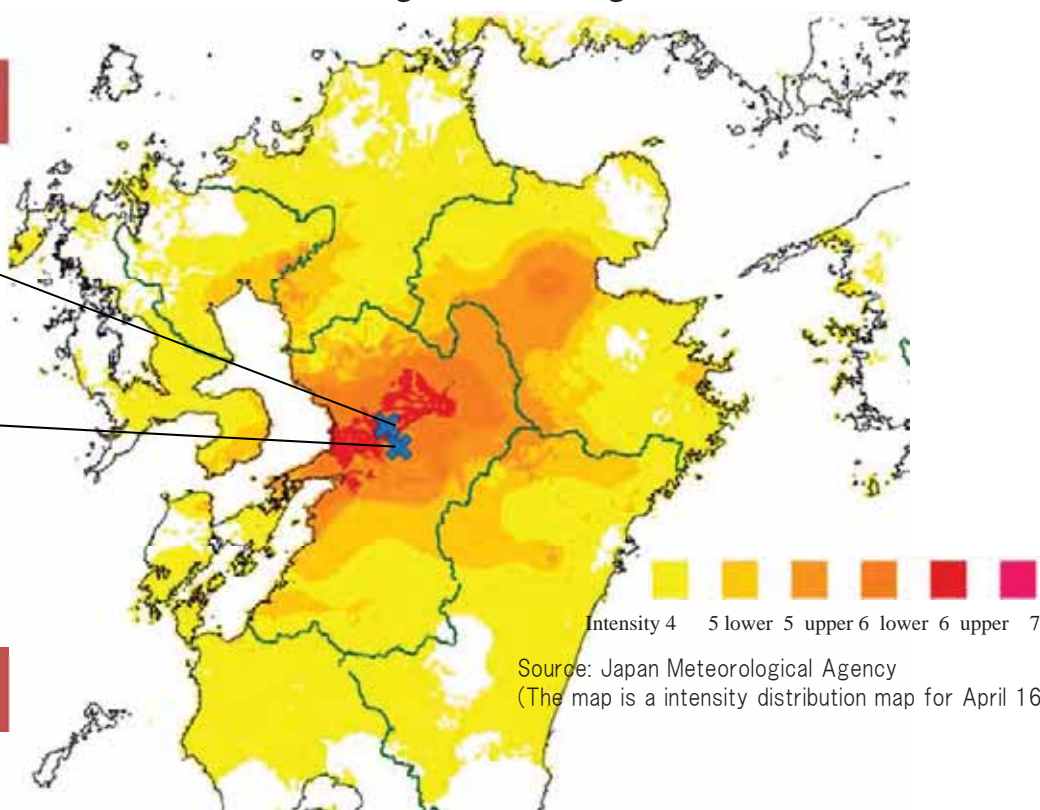 Intensity 4 5 lower 5 upper 6 lower 6 upper 7
Source: Japan Meteorological Agency
(The map is a intensity distribution map for April 16